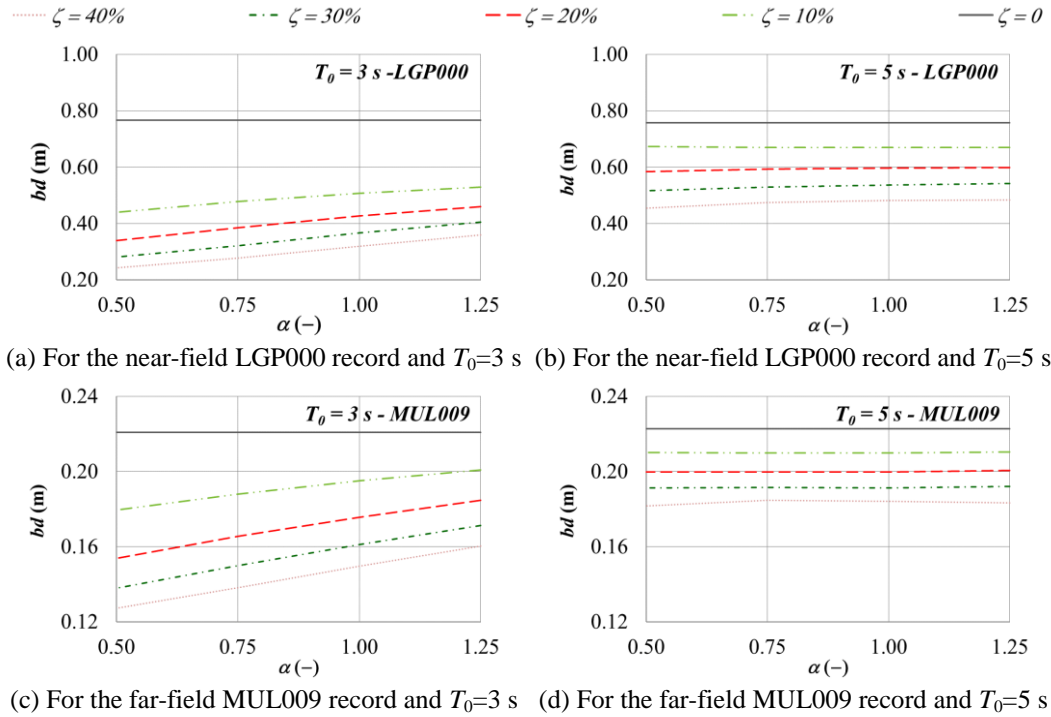 ζ = 40% ζ = 30% ζ = 20% ζ = 10% ζ = 0
T0 = 3 s -LGP000
bd (m)
1.00
0.80
0.60
0.40
0.20
0.50 0.75 1.00 1.25
α (−)
T0 = 5 s - LGP000
bd (m)
1.00
0.80
0.60
0.40
0.20
0.50 0.75 1.00 1.25
α (−)
(a) For the near-field LGP000 record and T0=3 s (b) For the near-field LGP000 record and T0=5 s
T0 = 3 s - MUL009
bd (m)
0.24
0.20
0.16
0.12
0.50 0.75 1.00 1.25
α (−)
T0 = 5 s - MUL009
bd (m)
0.24
0.20
0.16
0.12
0.50 0.75 1.00 1.25
α (−)
(c) For the far-field MUL009 record and T0=3 s (d) For the far-field MUL009 record and T0=5 s